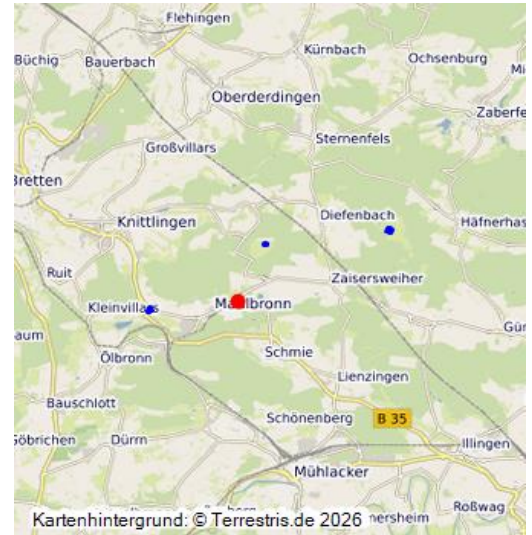 Flehingen
Kürnbach
Büchig
Bauerbach
Ochsenburg
Oberderdingen
Zaberfe
Sternenfels
Großvillars
Bretten
Knittlingen
Diefenbach
Häfnerhas
Ruit
Zaisersweiher
Kleinvillars
Ölbronn
Schmie
Lienzingen
Bauschlott
Schönenberg
B 35
Göbrichen
Dürrn
Illingen
Mühlacker
Roßwag
Kartenhintergrund: © Terrestris.de 2026